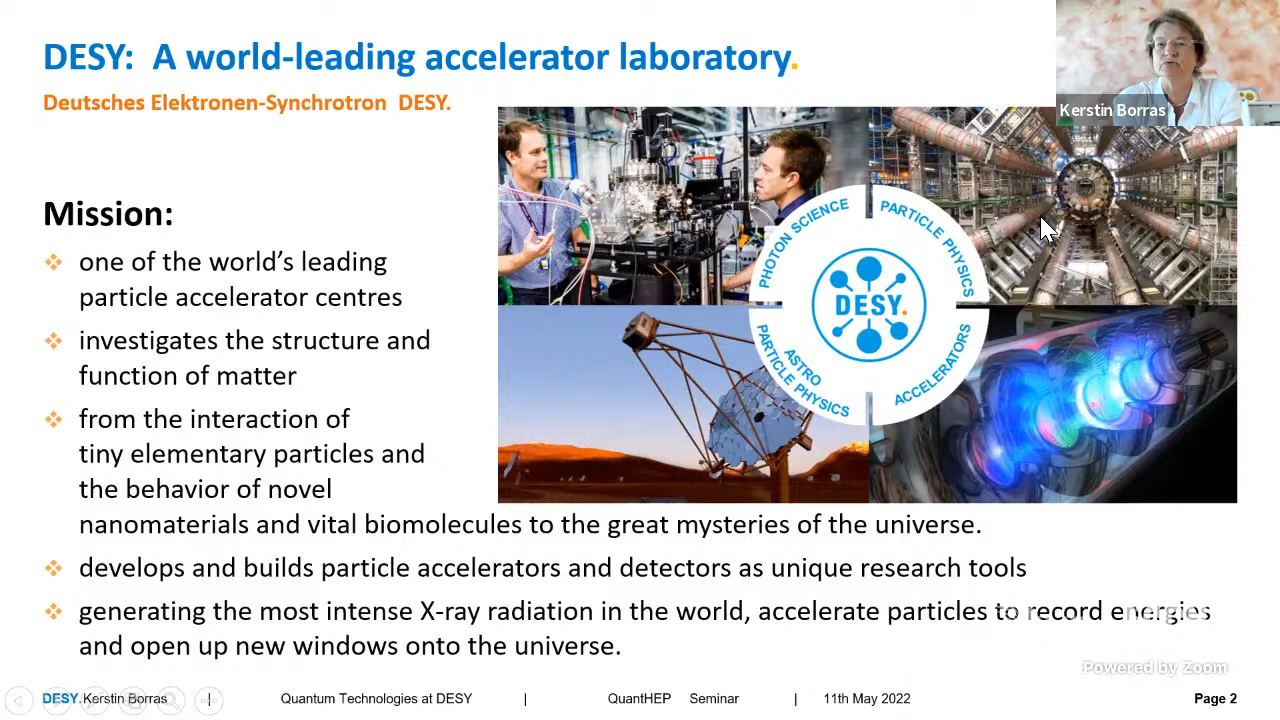 DESY: A world-leading accelerator laboratory.
Deutsches Elektronen-Synchrotron DESY.
Kerstin Borras
Mission:
one of the world's leading
particle accelerator centres
investigates the structure and
function of matter
from the interaction of
tiny elementary particles and
the behavior of novel
nanomaterials and vital biomolecules to the great mysteries of the universe.
develops and builds particle accelerators and detectors as unique research tools
generating the most intense X-ray radiation in the world, accelerate particles to record energies
and open up new windows onto the universe.
PHOTON SCIENCE
PARTICLE PHYSICS
DESY.
ASTRO
PARTICLE PHYSICS
ACCELERATORS
Powered by Zoom
DESY. Kerstin Borras | Quantum Technologies at DESY | QuantHEP Seminar | 11th May 2022 Page 2